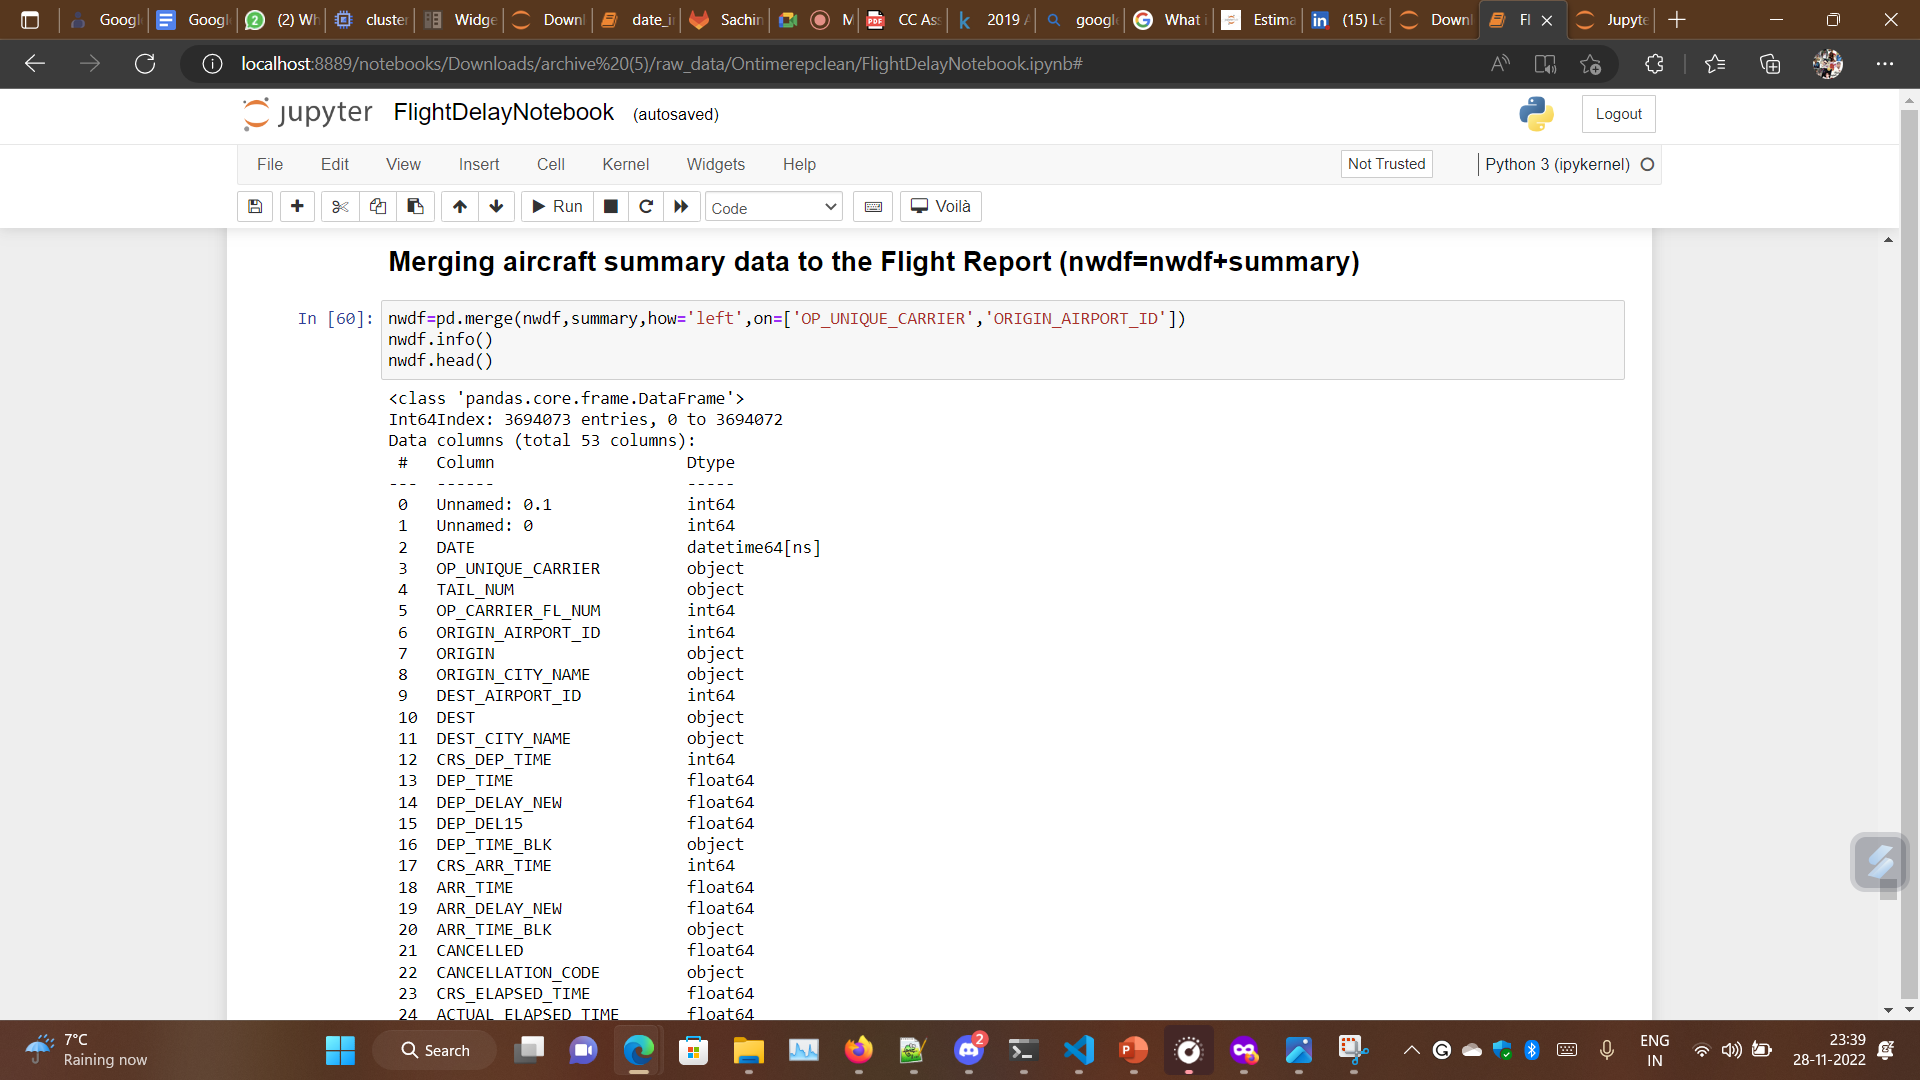 Googl
Googl
(2) Wh
cluster
Widge
Downl
date_i
Sachin
M
CC As
2019
googl
What i
Estima
(15) Le
Downl
Fl
Jupyte
localhost:8889/notebooks/Downloads/archive%20(5)/raw_data/Ontimerepclean/FlightDelayNotebook.ipynb#
jupyter FlightDelayNotebook (autosaved)
Logout
File Edit View Insert Cell Kernel Widgets Help
Not Trusted
Python 3 (ipykernel)
Run
Code
Voilà
Merging aircraft summary data to the Flight Report (nwdf=nwdf+summary)
In [60]: nwdf=pd.merge(nwdf,summary,how='left',on=['OP_UNIQUE_CARRIER','ORIGIN_AIRPORT_ID'])
nwdf.info()
nwdf.head()
<class 'pandas.core.frame.DataFrame'>
Int64Index: 3694073 entries, 0 to 3694072
Data columns (total 53 columns):
# Column Dtype
--- ------ -----
0 Unnamed: 0.1 int64
1 Unnamed: 0 int64
2 DATE datetime64[ns]
3 OP_UNIQUE_CARRIER object
4 TAIL_NUM object
5 OP_CARRIER_FL_NUM int64
6 ORIGIN_AIRPORT_ID int64
7 ORIGIN object
8 ORIGIN_CITY_NAME object
9 DEST_AIRPORT_ID int64
10 DEST object
11 DEST_CITY_NAME object
12 CRS_DEP_TIME int64
13 DEP_TIME float64
14 DEP_DELAY_NEW float64
15 DEP_DEL15 float64
16 DEP_TIME_BLK object
17 CRS_ARR_TIME int64
18 ARR_TIME float64
19 ARR_DELAY_NEW float64
20 ARR_TIME_BLK object
21 CANCELLED float64
22 CANCELLATION_CODE object
23 CRS_ELAPSED_TIME float64
24 ACTUAL_ELAPSED_TIME float64
7°C
Raining now
Search
2
ENG
IN
23:39
28-11-2022